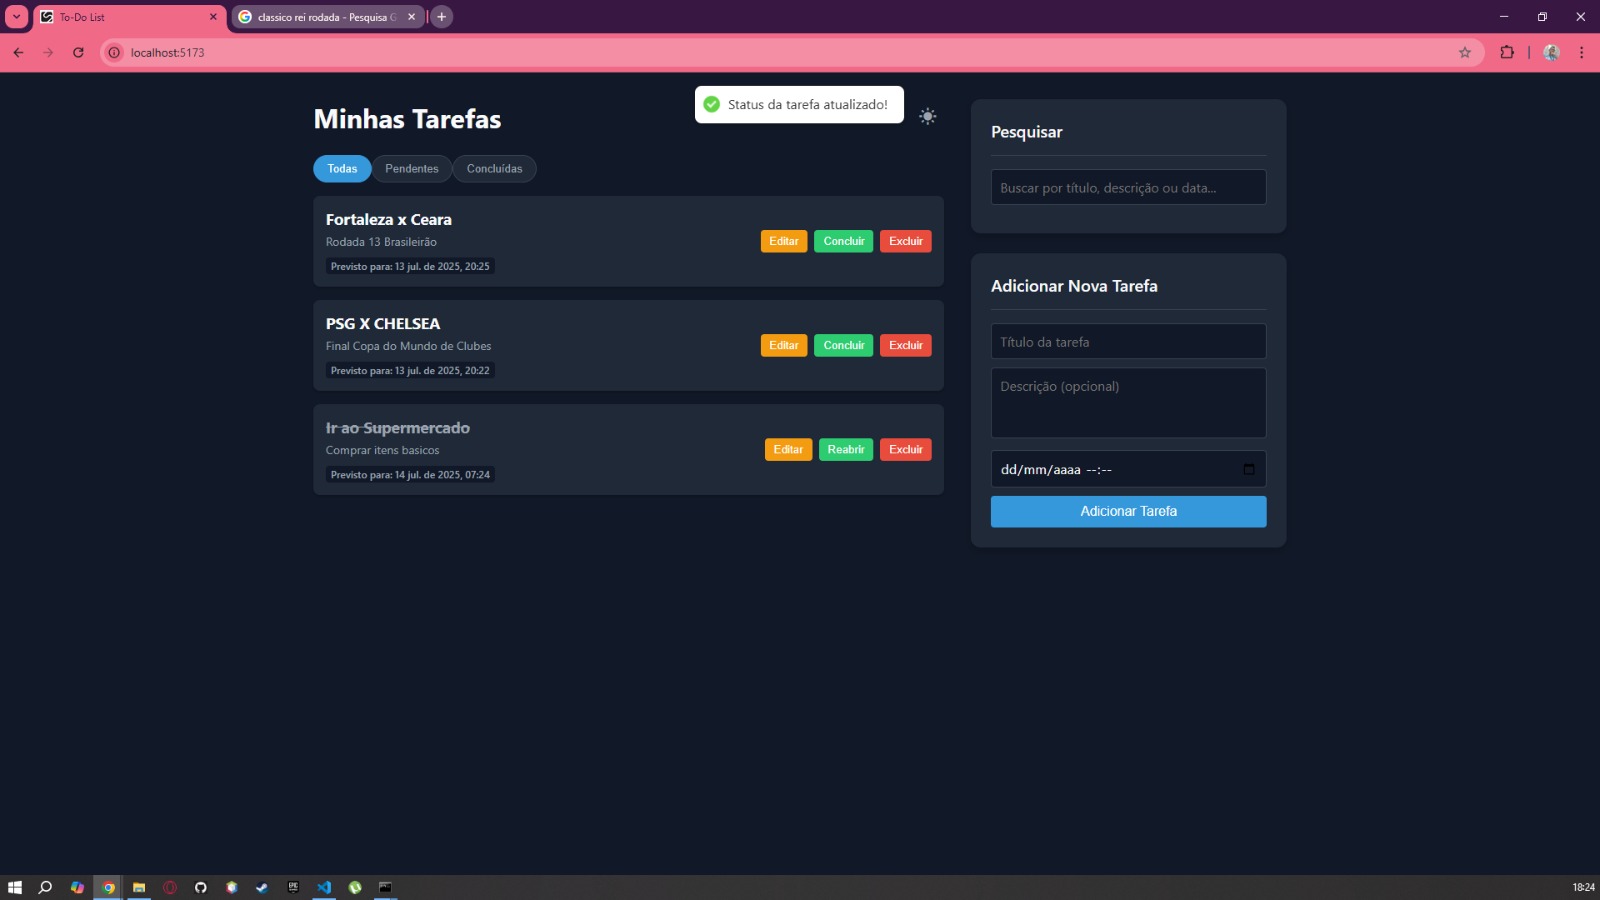 To-Do List
classico rei rodada - Pesquisa G
localhost:5173
Minhas Tarefas
Status da tarefa atualizado!
Todas
Pendentes
Concluídas
Fortaleza x Ceara
Rodada 13 Brasileirão
Previsto para: 13 jul. de 2025, 20:25
Editar
Concluir
Excluir
PSG X CHELSEA
Final Copa do Mundo de Clubes
Previsto para: 13 jul. de 2025, 20:22
Editar
Concluir
Excluir
Ir ao Supermercado
Comprar itens basicos
Previsto para: 14 jul. de 2025, 07:24
Editar
Reabrir
Excluir
Pesquisar
Buscar por título, descrição ou data...
Adicionar Nova Tarefa
Título da tarefa
Descrição (opcional)
dd/mm/aaaa --:--
Adicionar Tarefa
18:24